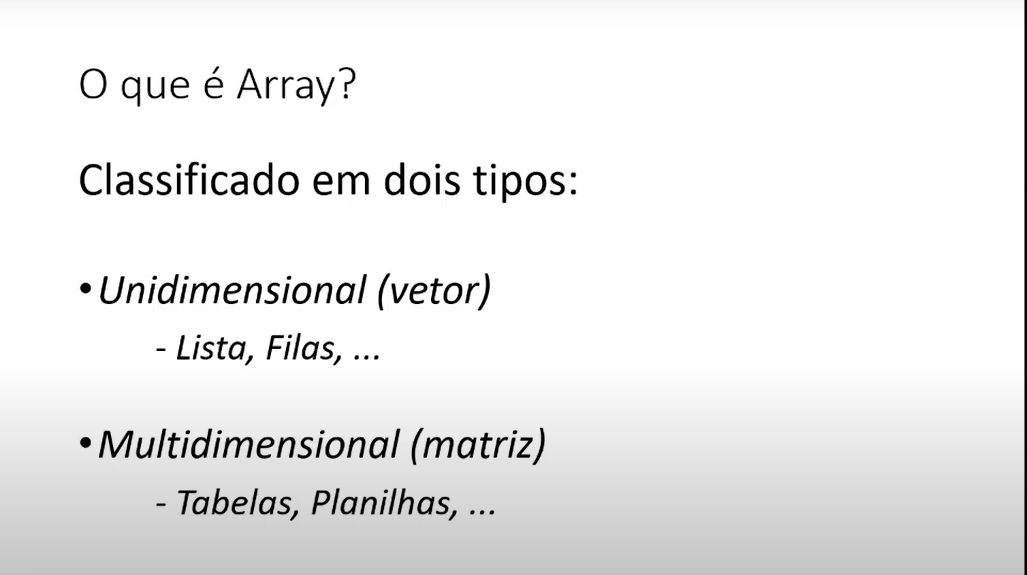 O que é Array?
Classificado em dois tipos:
•Unidimensional (vetor)
- Lista, Filas, ...
•Multidimensional (matriz)
- Tabelas, Planilhas, ...